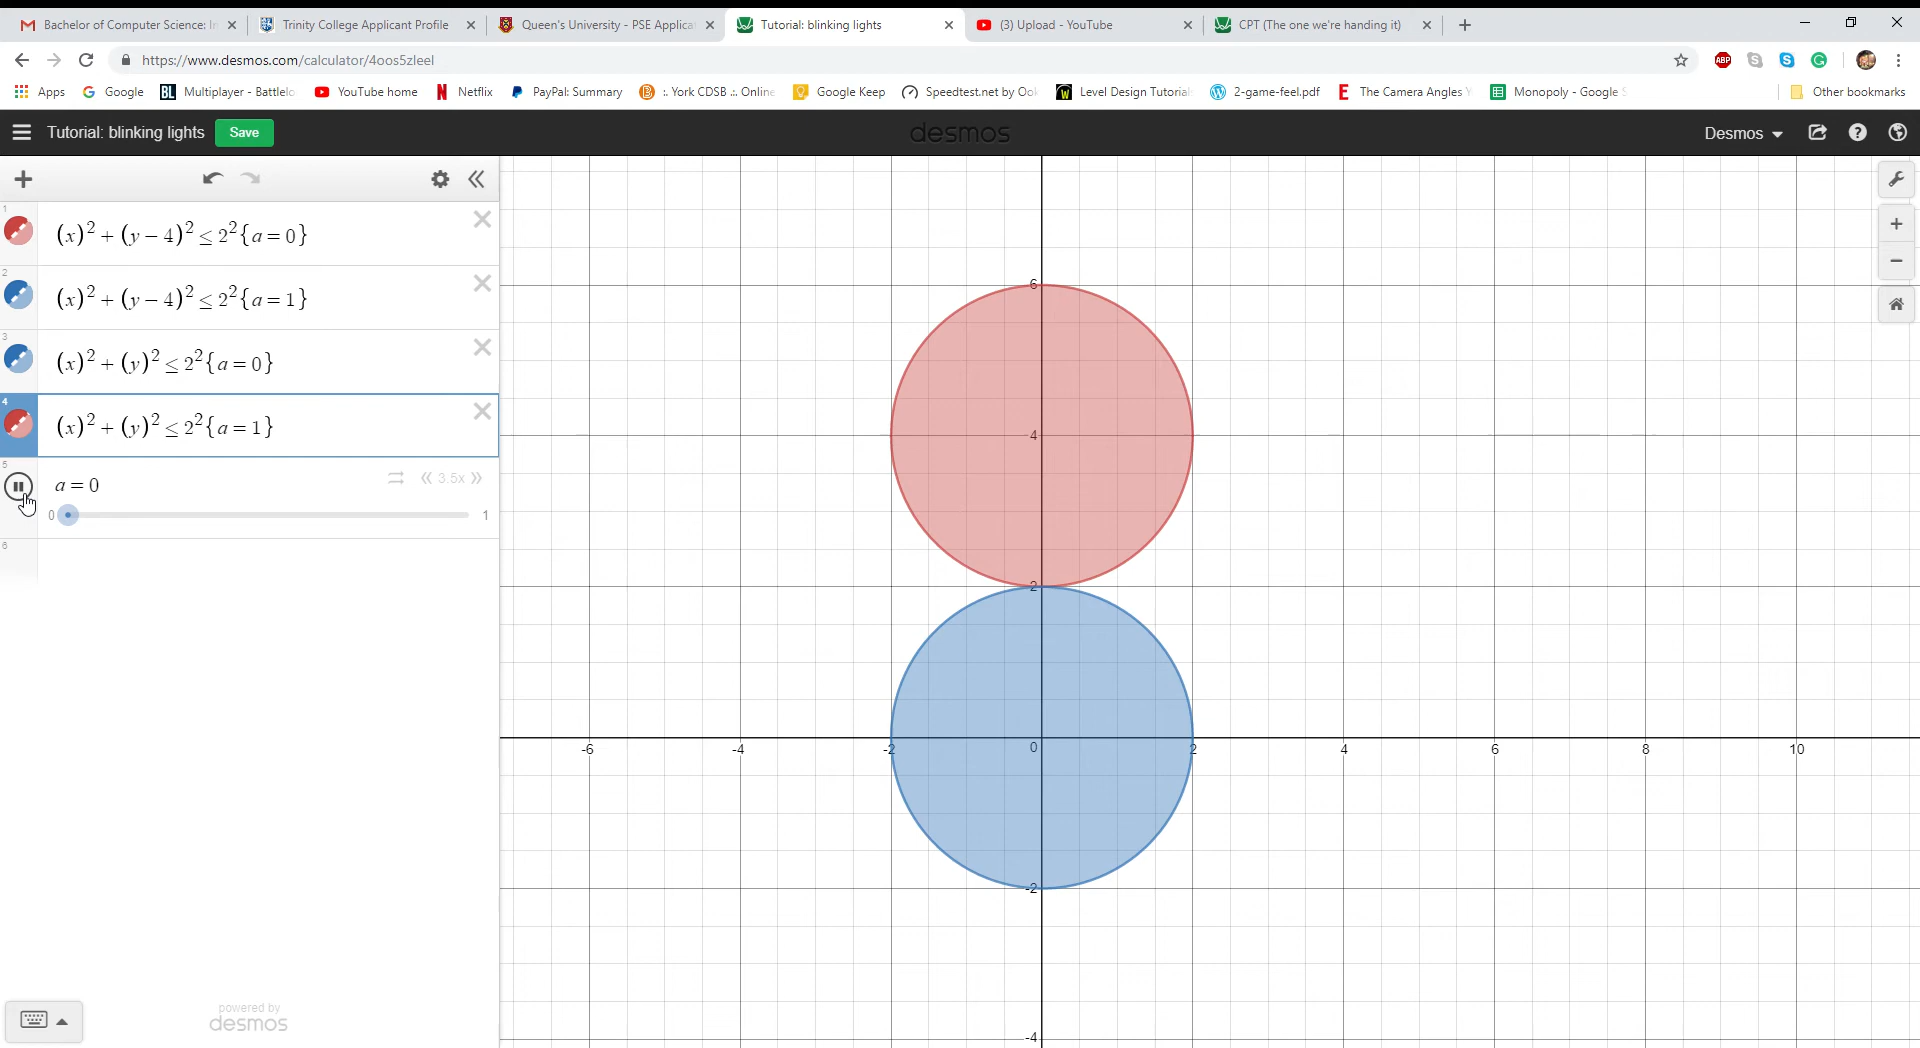 Bachelor of Computer Science: In
Trinity College Applicant Profile
Queen's University - PSE Applicat
Tutorial: blinking lights
(3) Upload - YouTube
CPT (The one we're handing it)
https://www.desmos.com/calculator/4oos5zleel
ABP
Apps
Google
BL Multiplayer - Battlelo
YouTube home
Netflix
PayPal: Summary
:. York CDSB .:. Online
Google Keep
Speedtest.net by Ook
Level Design Tutorial
2-game-feel.pdf
E The Camera Angles Y
Monopoly - Google S
Other bookmarks
Tutorial: blinking lights
Save
desmos
Desmos
1
(x)² + (y − 4)² ≤ 2² {a = 0}
2
(x)² + (y − 4)² ≤ 2² {a = 1}
3
(x)² + (y)² ≤ 2² {a = 0}
4
(x)² + (y)² ≤ 2² {a = 1}
5
a = 0
3.5x
0
1
6
powered by
desmos
6
4
2
-6
-4
-2
0
2
4
6
8
10
-2
-4